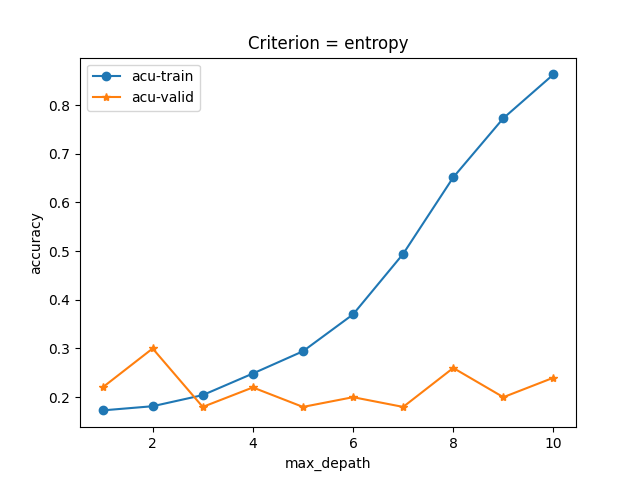 Criterion = entropy
acu-train
acu-valid
0.8
0.7
0.6
0.5
0.4
0.3
0.2
accuracy
2 4 6 8 10
max_depath